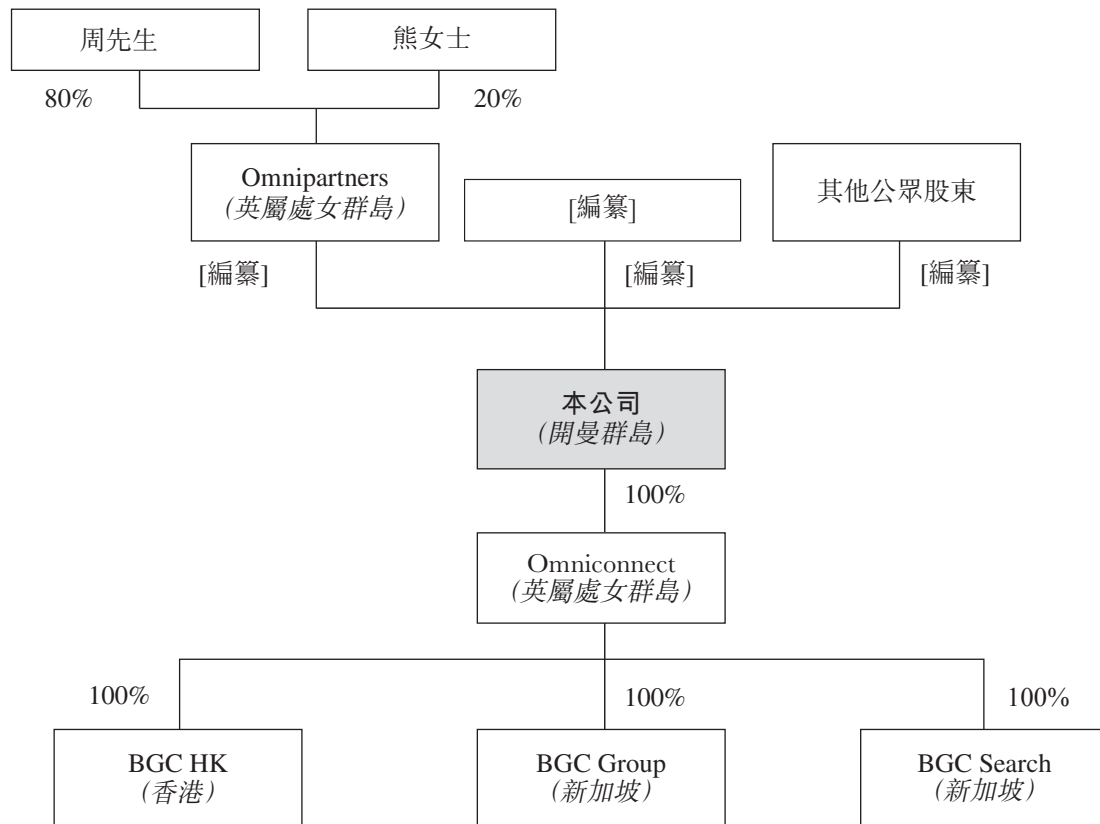 周先生
熊女士
80%
20%
Omnipartners
(英屬處女群島)
[編纂]
其他公眾股東
[編纂]
[編纂]
[編纂]
本公司
(開曼群島)
100%
Omniconnect
(英屬處女群島)
100%
100%
100%
BGC HK
(香港)
BGC Group
(新加坡)
BGC Search
(新加坡)